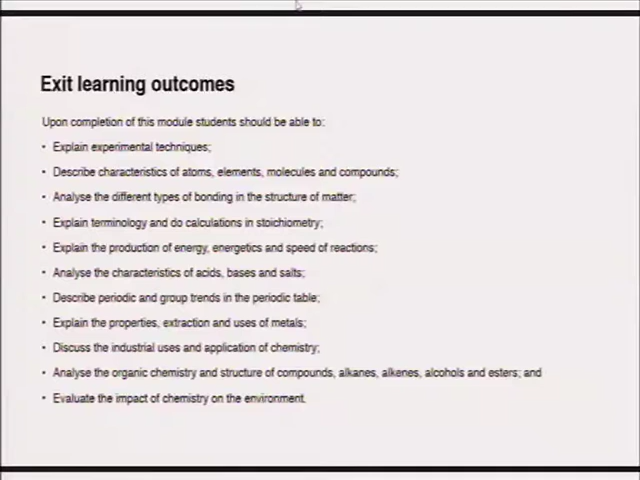 Exit learning outcomes
Upon completion of this module students should be able to:
• Explain experimental techniques;
• Describe characteristics of atoms, elements, molecules and compounds;
• Analyse the different types of bonding in the structure of matter;
• Explain terminology and do calculations in stoichiometry;
• Explain the production of energy, energetics and speed of reactions;
• Analyse the characteristics of acids, bases and salts;
• Describe periodic and group trends in the periodic table;
• Explain the properties, extraction and uses of metals;
• Discuss the industrial uses and application of chemistry;
• Analyse the organic chemistry and structure of compounds, alkanes, alkenes, alcohols and esters; and
• Evaluate the impact of chemistry on the environment.